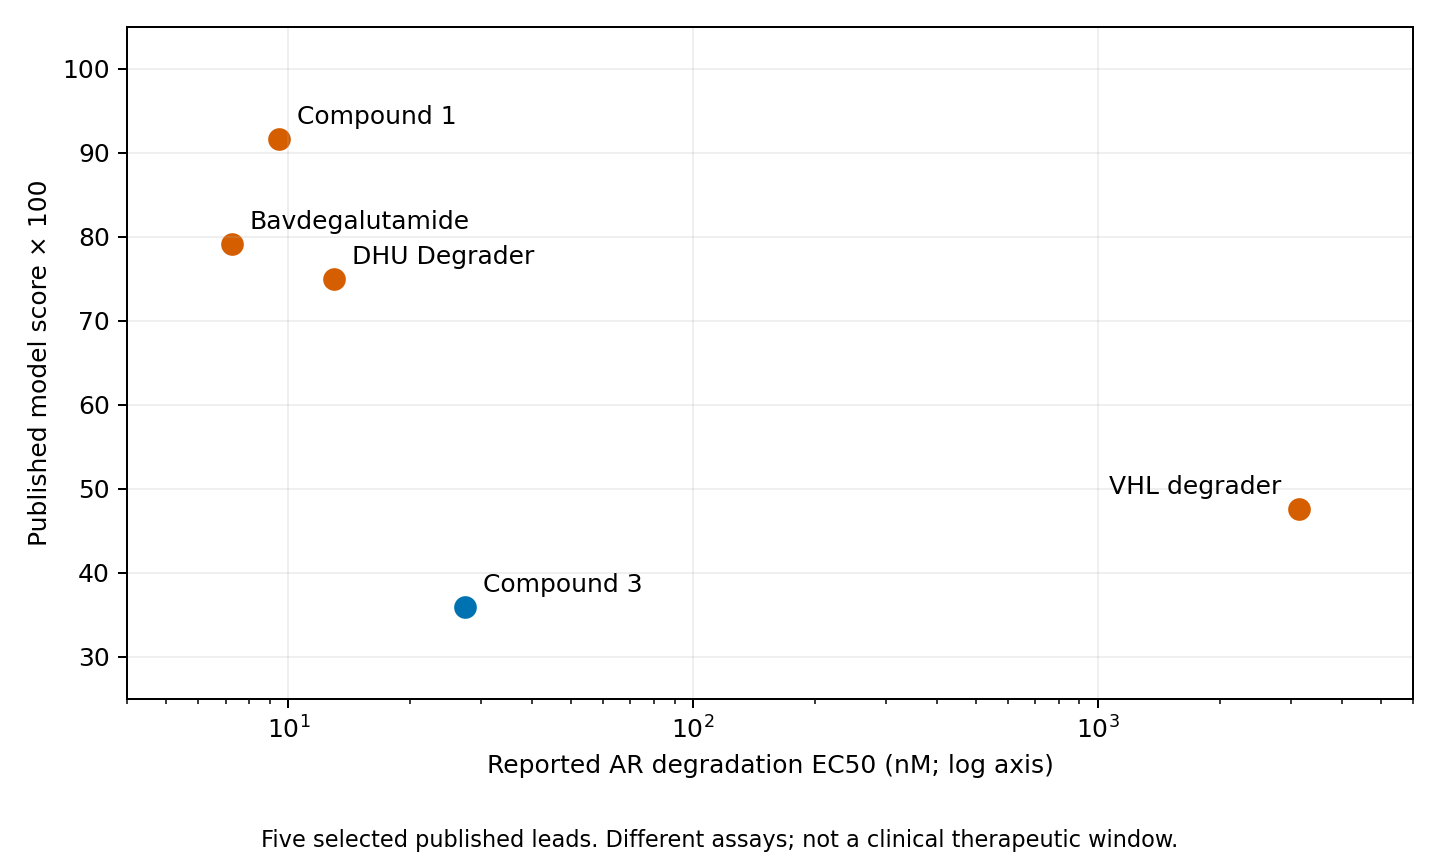 100
90
80
70
60
50
40
30
Published model score × 100
Compound 1
Bavdegalutamide
DHU Degrader
VHL degrader
Compound 3
10¹
10²
10³
Reported AR degradation EC50 (nM; log axis)
Five selected published leads. Different assays; not a clinical therapeutic window.